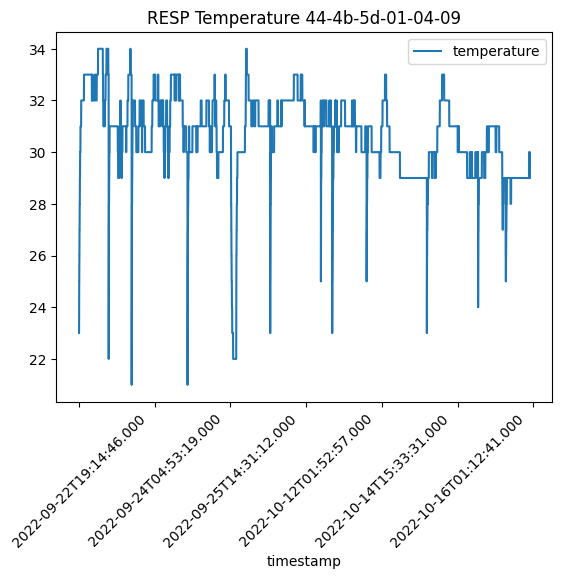 RESP Temperature 44-4b-5d-01-04-09
temperature
34
32
30
28
26
24
22
2022-09-22T19:14:46.000
2022-09-24T04:53:19.000
2022-09-25T14:31:12.000
2022-10-12T01:52:57.000
2022-10-14T15:33:31.000
2022-10-16T01:12:41.000
timestamp